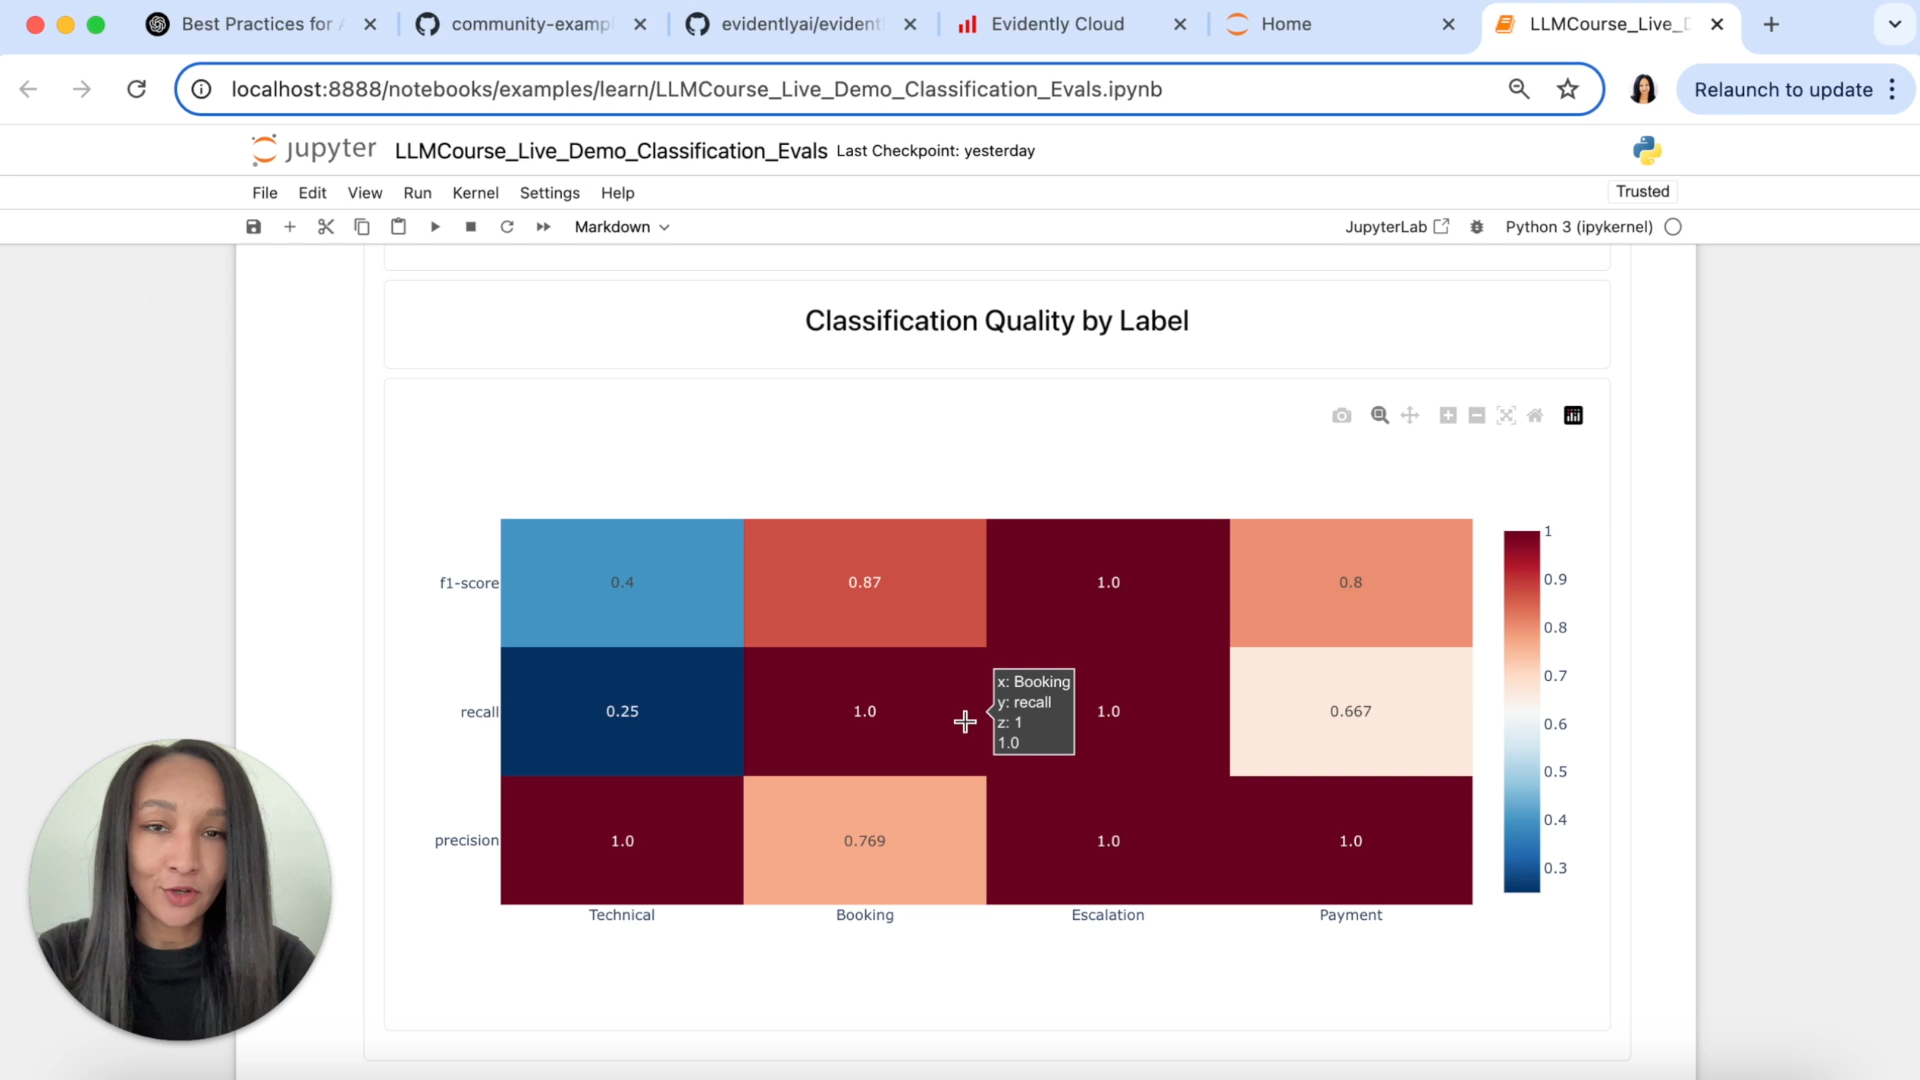 Best Practices for A
community-exampl
evidentlyai/evident
Evidently Cloud
Home
LLMCourse_Live_D
localhost:8888/notebooks/examples/learn/LLMCourse_Live_Demo_Classification_Evals.ipynb
Relaunch to update
jupyter LLMCourse_Live_Demo_Classification_Evals Last Checkpoint: yesterday
File Edit View Run Kernel Settings Help
Trusted
Markdown
JupyterLab
Python 3 (ipykernel)
Classification Quality by Label
f1-score 0.4 0.87 1.0 0.8
recall 0.25 1.0 1.0 0.667
x: Booking
y: recall
z: 1
1.0
precision 1.0 0.769 1.0 1.0
Technical Booking Escalation Payment
1
0.9
0.8
0.7
0.6
0.5
0.4
0.3